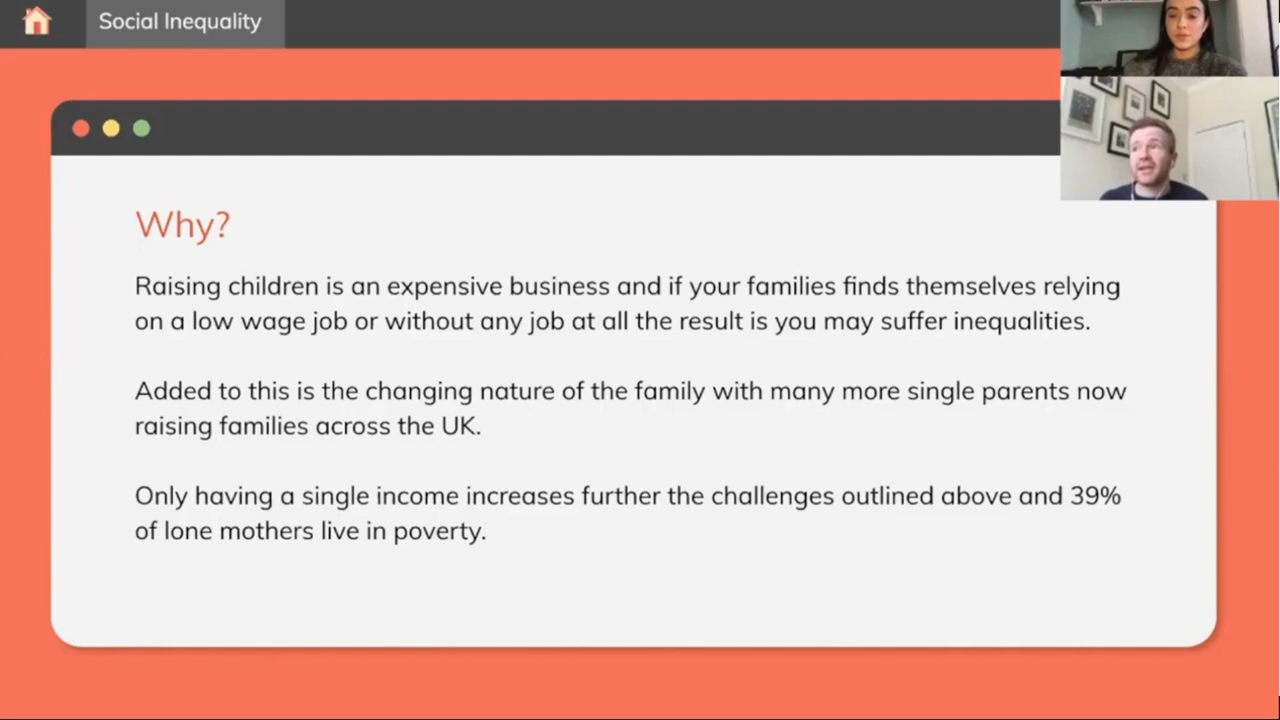 Social Inequality
Why?
Raising children is an expensive business and if your families finds themselves relying
on a low wage job or without any job at all the result is you may suffer inequalities.
Added to this is the changing nature of the family with many more single parents now
raising families across the UK.
Only having a single income increases further the challenges outlined above and 39%
of lone mothers live in poverty.